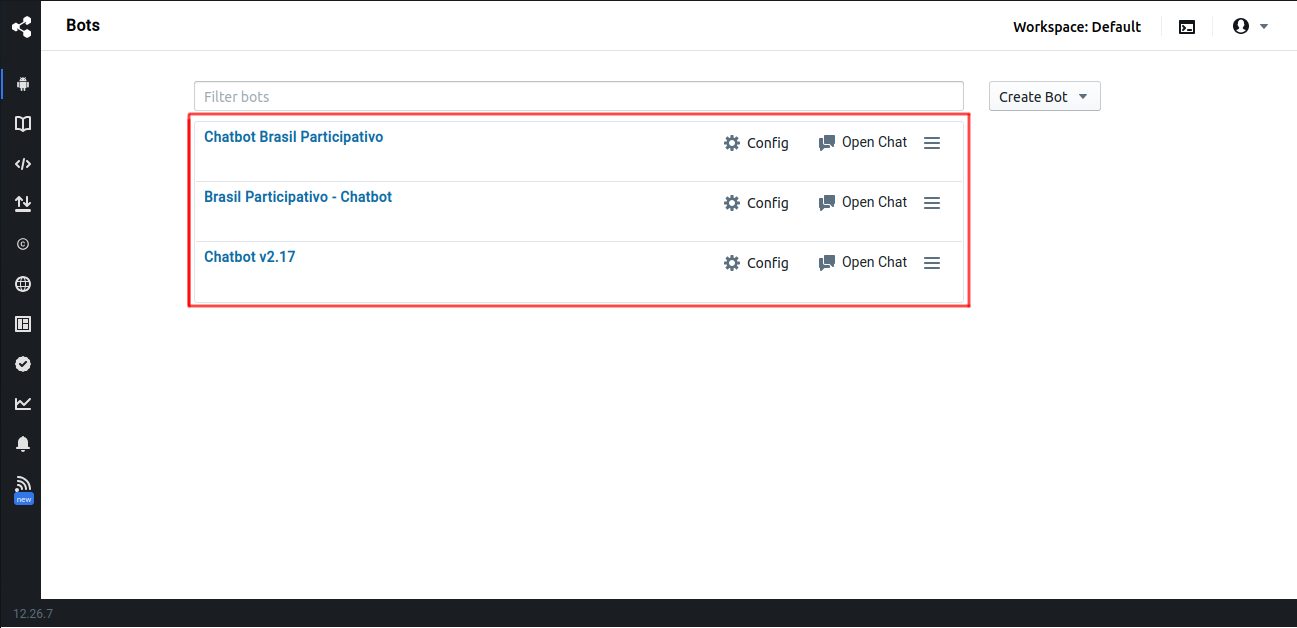 Bots
Workspace: Default
Filter bots
Create Bot
Chatbot Brasil Participativo
Config
Open Chat
Brasil Participativo - Chatbot
Config
Open Chat
Chatbot v2.17
Config
Open Chat
new
12.26.7